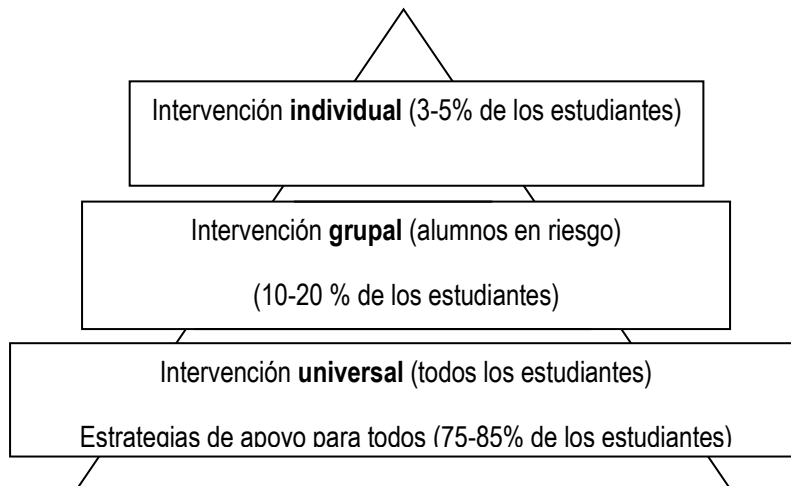 Intervención individual (3-5% de los estudiantes)
Intervención grupal (alumnos en riesgo)
(10-20 % de los estudiantes)
Intervención universal (todos los estudiantes)
Estrategias de apoyo para todos (75-85% de los estudiantes)